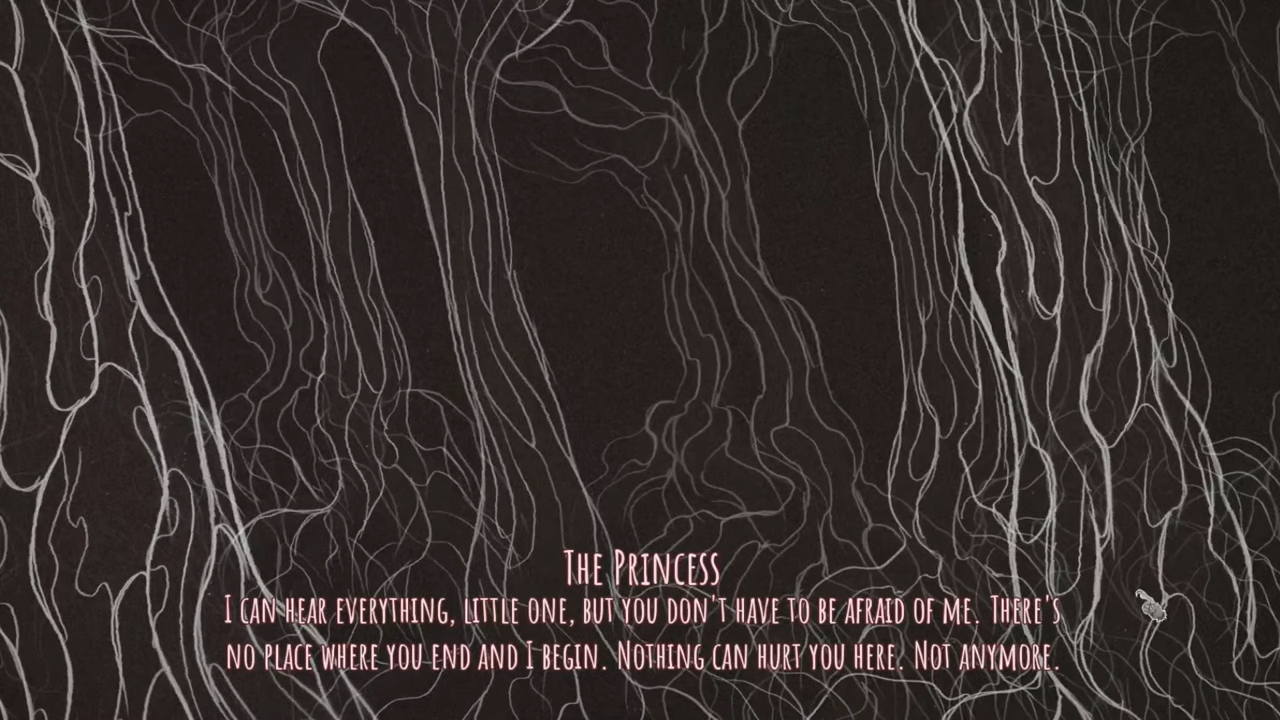 The Princess
I can hear everything, little one, but you don't have to be afraid of me. There's
no place where you end and I begin. Nothing can hurt you here. Not anymore.